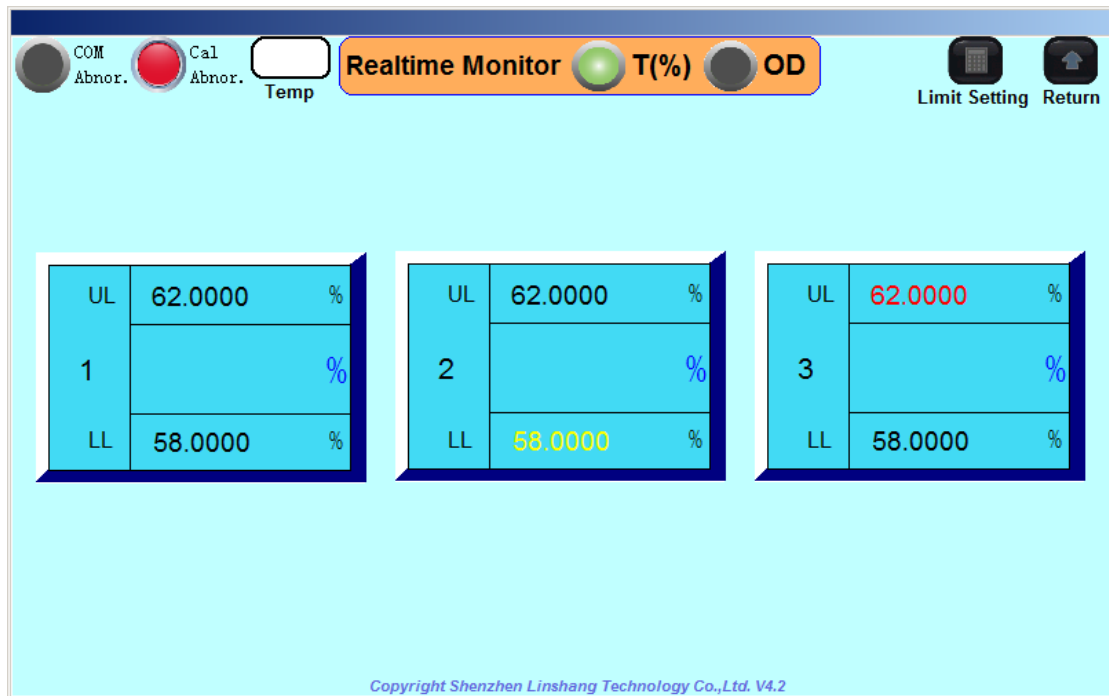 COM Abnor.
Cal Abnor.
Temp
Realtime Monitor T(%) OD
Limit Setting
Return
UL 62.0000 %
1 %
LL 58.0000 %
UL 62.0000 %
2 %
LL 58.0000 %
UL 62.0000 %
3 %
LL 58.0000 %
Copyright Shenzhen Linshang Technology Co.,Ltd. V4.2